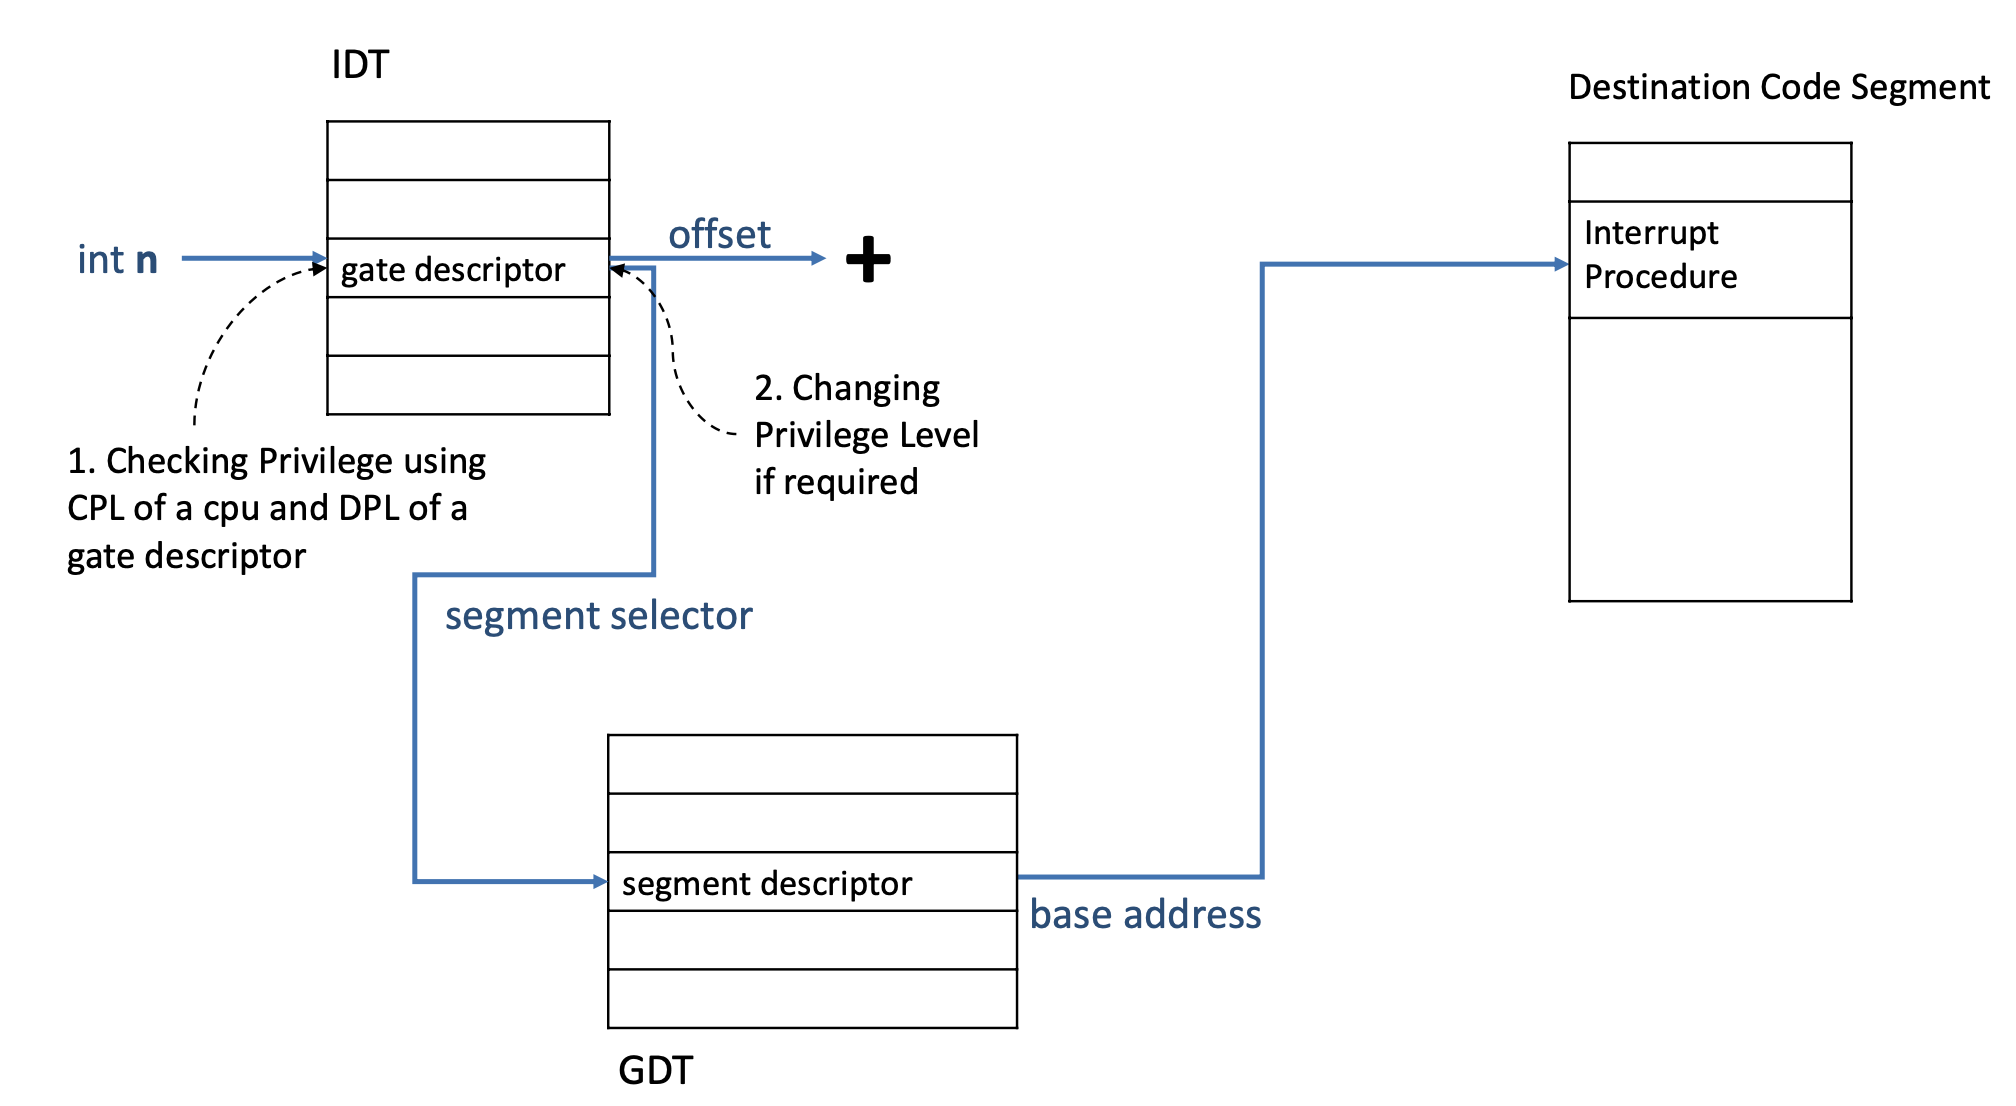 IDT
Destination Code Segment
int n
gate descriptor
offset
+
Interrupt
Procedure
1. Checking Privilege using
CPL of a cpu and DPL of a
gate descriptor
2. Changing
Privilege Level
if required
segment selector
segment descriptor
base address
GDT